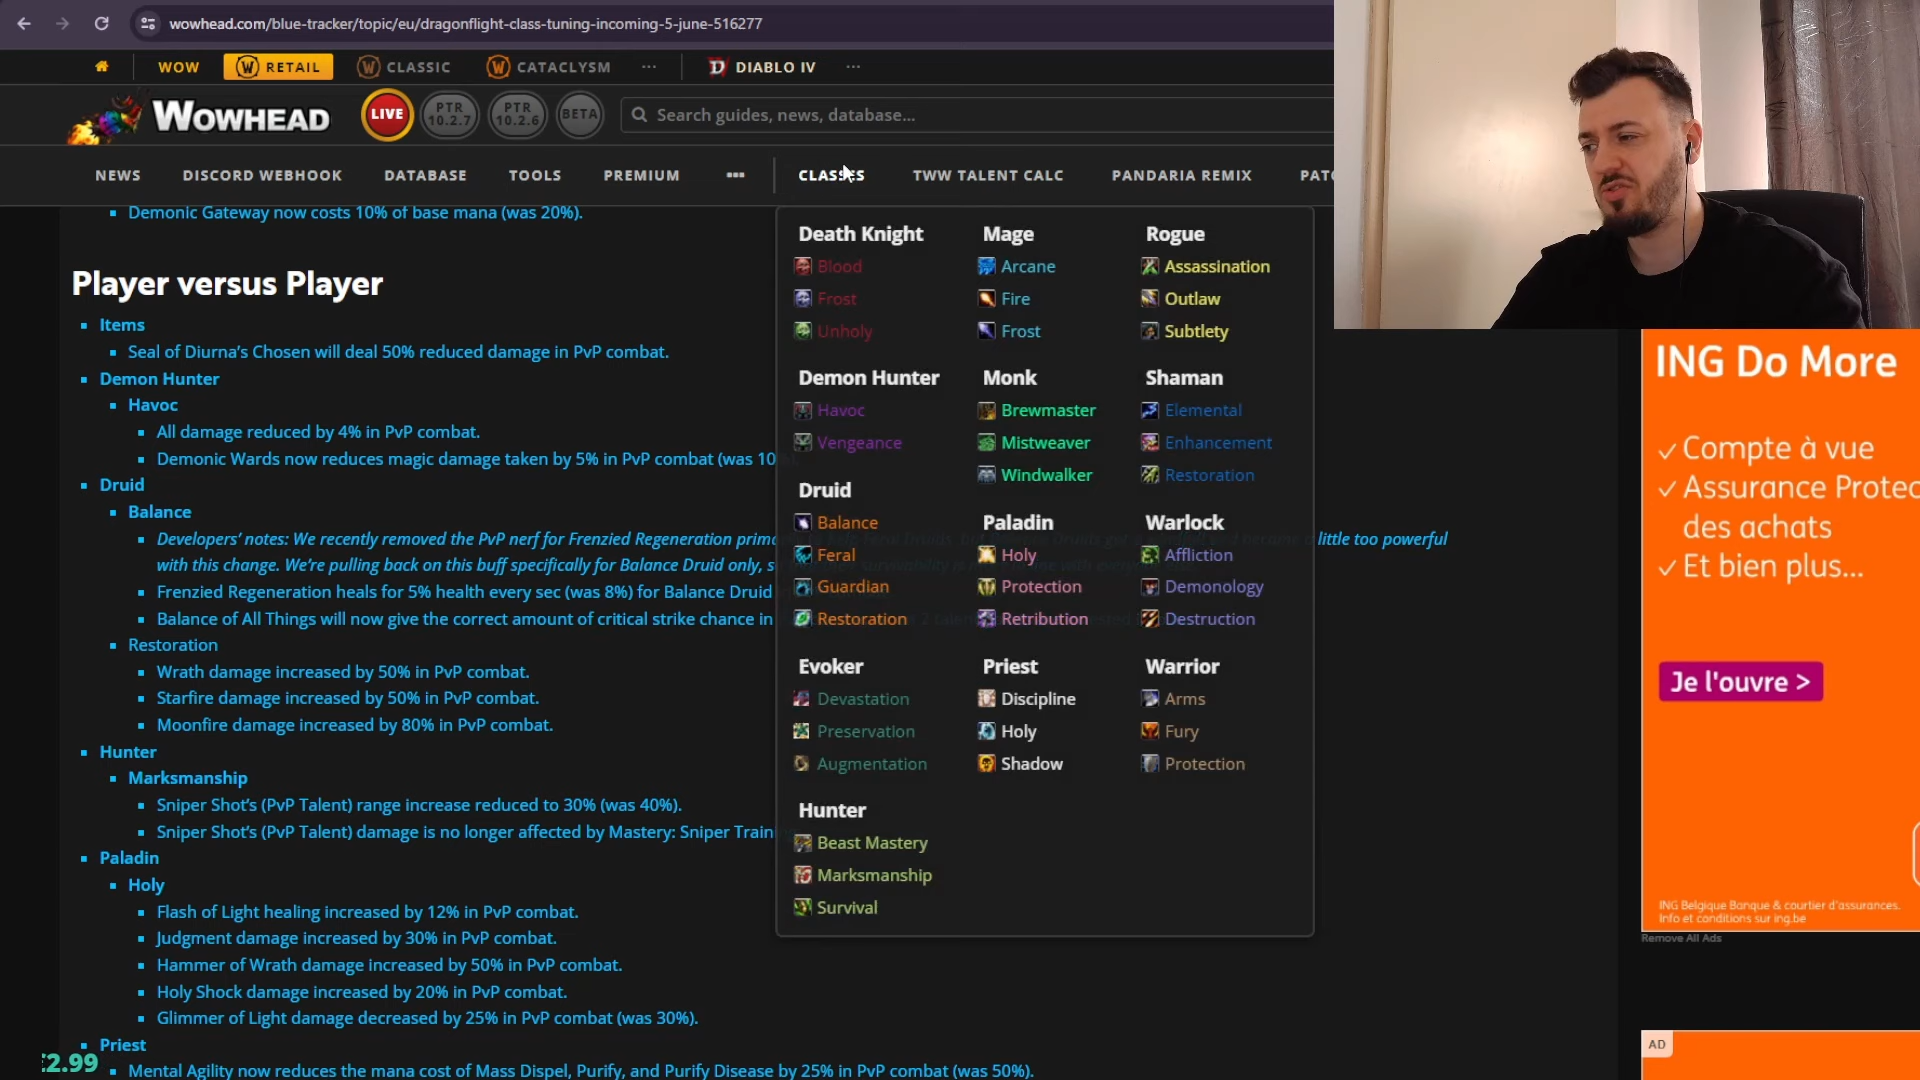 wowhead.com/blue-tracker/topic/eu/dragonflight-class-tuning-incoming-5-june-516277
WOW RETAIL CLASSIC CATACLYSM ... DIABLO IV ...
WOWHEAD LIVE PTR 10.2.7 PTR 10.2.6 BETA Search guides, news, database...
NEWS DISCORD WEBHOOK DATABASE TOOLS PREMIUM ... CLASSES TWW TALENT CALC PANDARIA REMIX
Demonic Gateway now costs 10% of base mana (was 20%).
Player versus Player
Items
Seal of Diurna's Chosen will deal 50% reduced damage in PvP combat.
Demon Hunter
Havoc
All damage reduced by 4% in PvP combat.
Demonic Wards now reduces magic damage taken by 5% in PvP combat (was 10
Druid
Balance
Developers' notes: We recently removed the PvP nerf for Frenzied Regeneration little too powerful
with this change. We're pulling back on this buff specifically for Balance Druid only,
Frenzied Regeneration heals for 5% health every sec (was 8%) for Balance Druid
Balance of All Things will now give the correct amount of critical strike chance in
Restoration
Wrath damage increased by 50% in PvP combat.
Starfire damage increased by 50% in PvP combat.
Moonfire damage increased by 80% in PvP combat.
Hunter
Marksmanship
Sniper Shot's (PvP Talent) range increase reduced to 30% (was 40%).
Sniper Shot's (PvP Talent) damage is no longer affected by Mastery: Sniper
Paladin
Holy
Flash of Light healing increased by 12% in PvP combat.
Judgment damage increased by 30% in PvP combat.
Hammer of Wrath damage increased by 50% in PvP combat.
Holy Shock damage increased by 20% in PvP combat.
Glimmer of Light damage decreased by 25% in PvP combat (was 30%).
Priest
Mental Agility now reduces the mana cost of Mass Dispel, Purify, and Purify Disease by 25% in PvP combat (was 50%).
2.99
Death Knight
Blood
Frost
Unholy
Demon Hunter
Havoc
Vengeance
Druid
Balance
Feral
Guardian
Restoration
Evoker
Devastation
Preservation
Augmentation
Hunter
Beast Mastery
Marksmanship
Survival
Mage
Arcane
Fire
Frost
Monk
Brewmaster
Mistweaver
Windwalker
Paladin
Holy
Protection
Retribution
Priest
Discipline
Holy
Shadow
Rogue
Assassination
Outlaw
Subtlety
Shaman
Elemental
Enhancement
Restoration
Warlock
Affliction
Demonology
Destruction
Warrior
Arms
Fury
Protection
ING Do More
Compte à vue
Assurance Protec
des achats
Et bien plus...
Je l'ouvre >
ING Belgique Banque & courtier d'assurances.
Info et conditions sur ing.be
Remove All Ads
AD